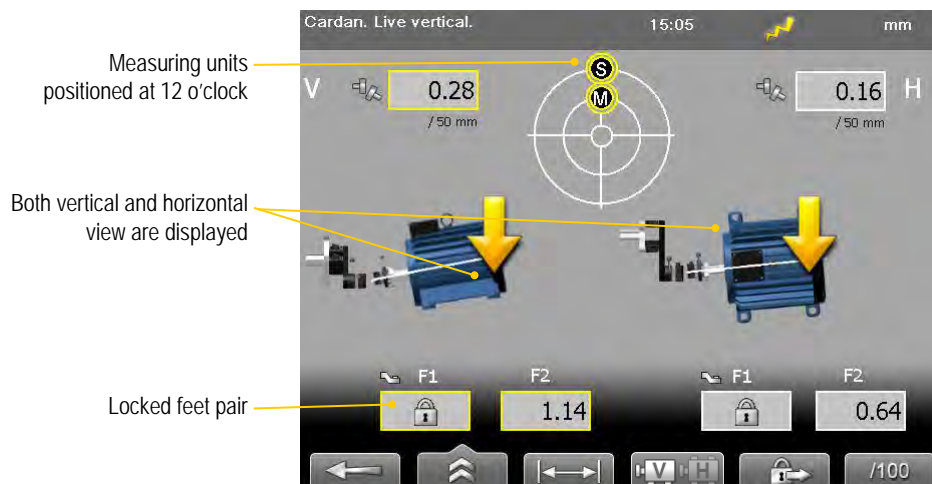 Cardan. Live vertical.
15:05
mm
Measuring units
positioned at 12 o'clock
V
0.28
/ 50 mm
S
M
0.16
H
/ 50 mm
Both vertical and horizontal
view are displayed
F1
F2
F1
F2
Locked feet pair
1.14
0.64
V
H
/100